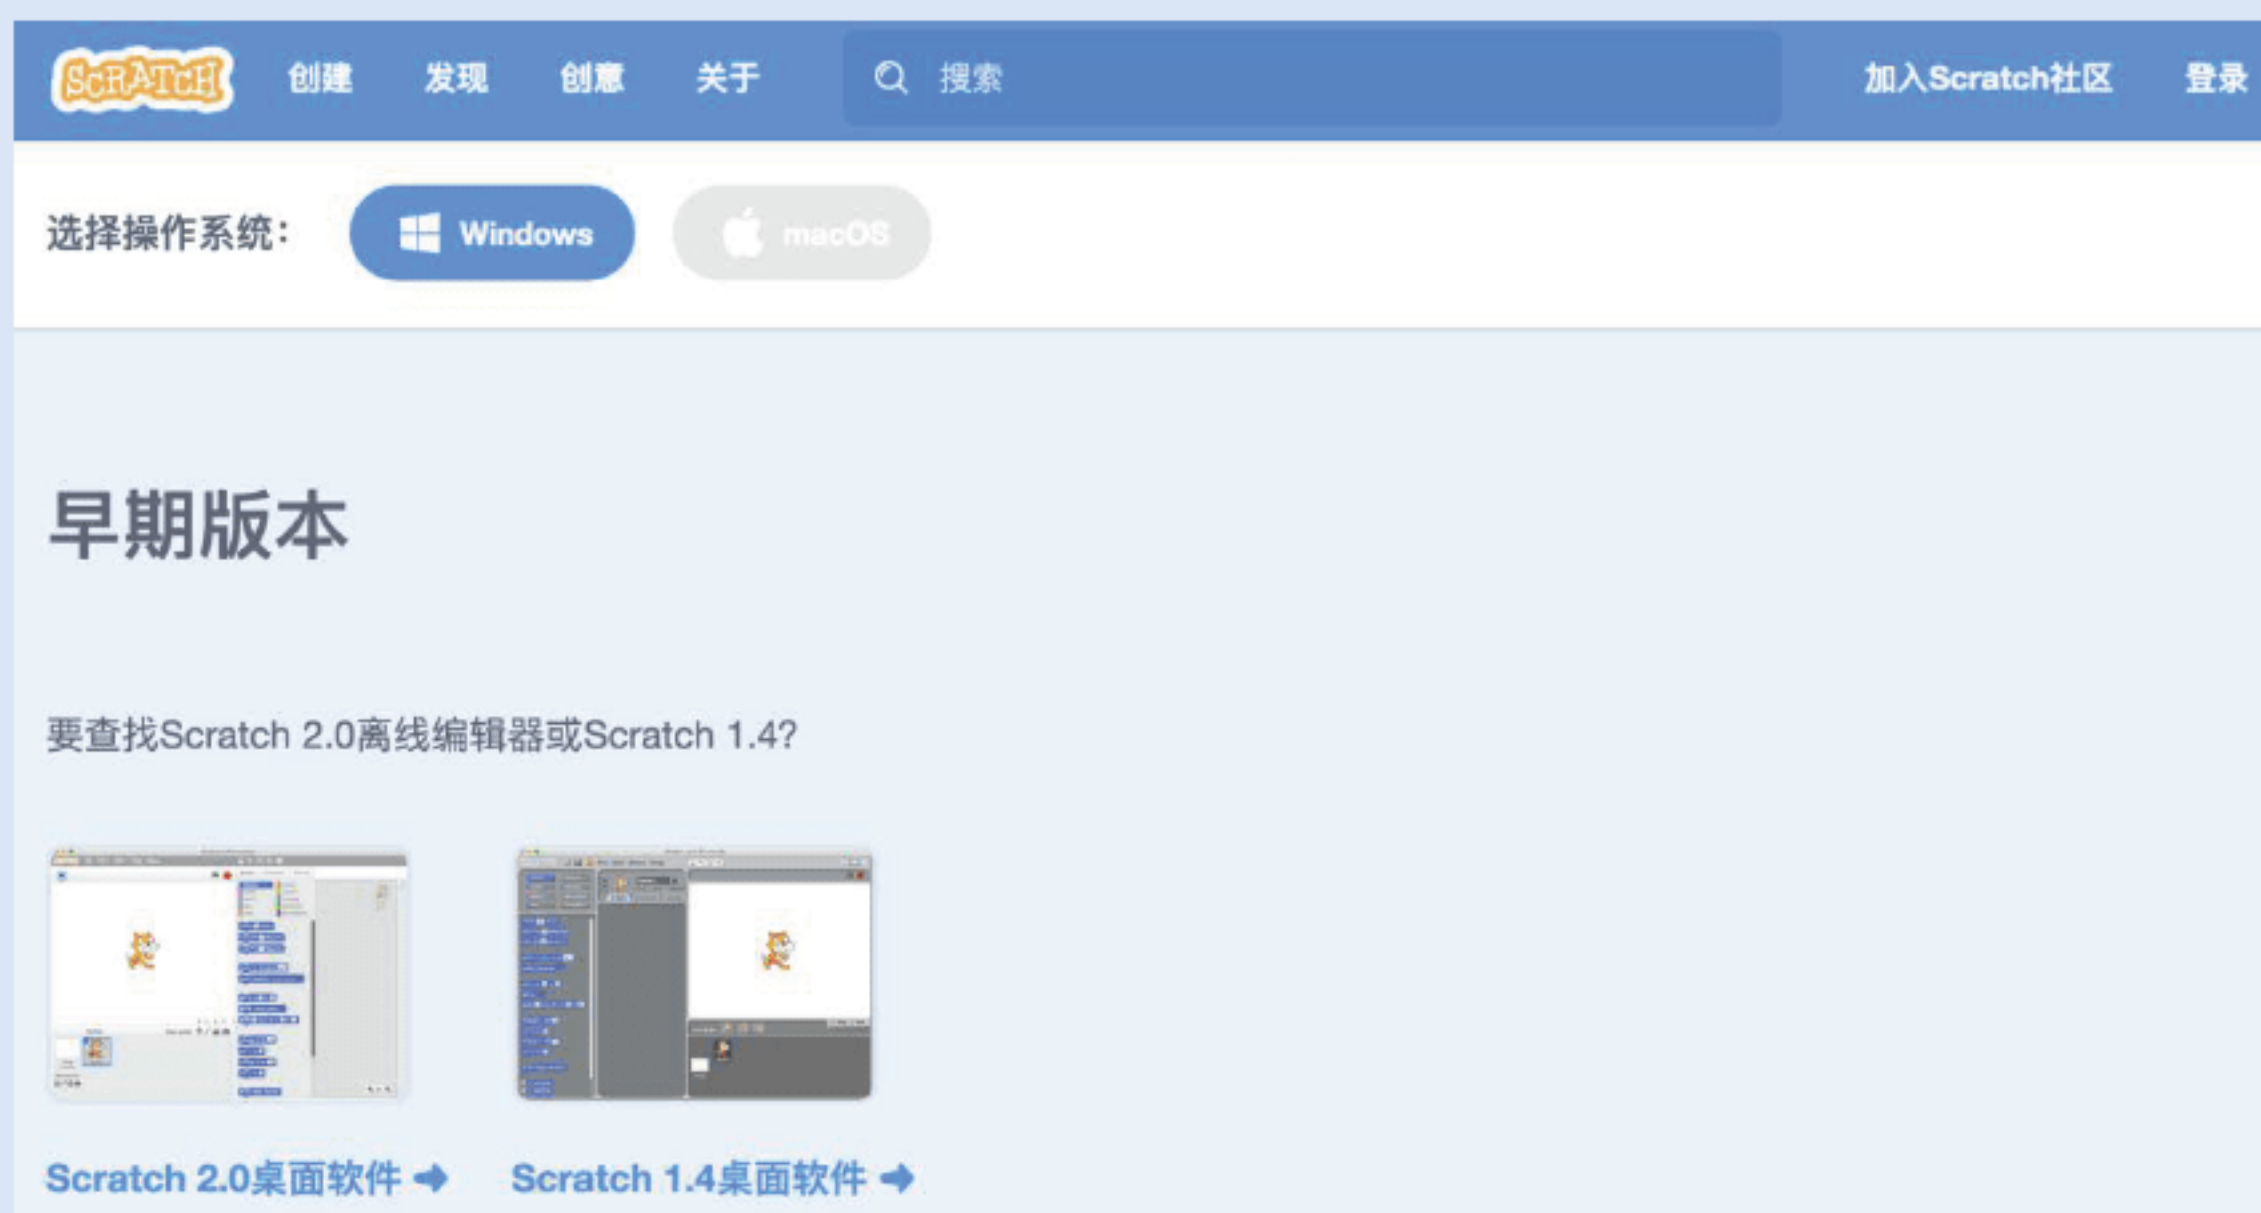 SCRATCH 创建 发现 创意 关于 搜索 加入Scratch社区 登录
选择操作系统： Windows macOS
早期版本
要查找Scratch 2.0离线编辑器或Scratch 1.4?
Scratch 2.0桌面软件 Scratch 1.4桌面软件